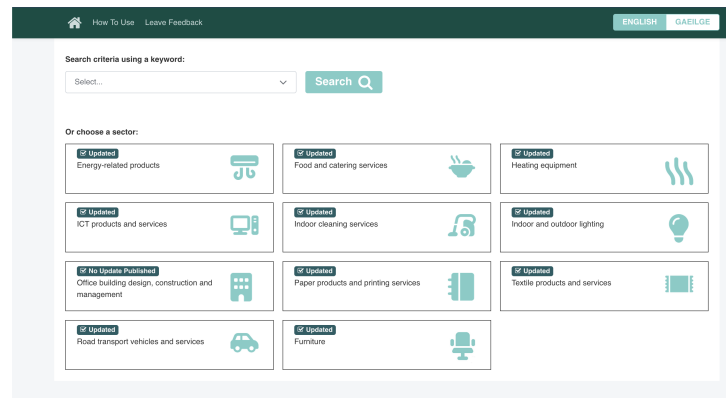 How To Use Leave Feedback ENGLISH GAEILGE
Search criteria using a keyword:
Select... Search
Or choose a sector:
Updated
Energy-related products
Updated
Food and catering services
Updated
Heating equipment
Updated
ICT products and services
Updated
Indoor cleaning services
Updated
Indoor and outdoor lighting
No Update Published
Office building design, construction and
management
Updated
Paper products and printing services
Updated
Textile products and services
Updated
Road transport vehicles and services
Updated
Furniture